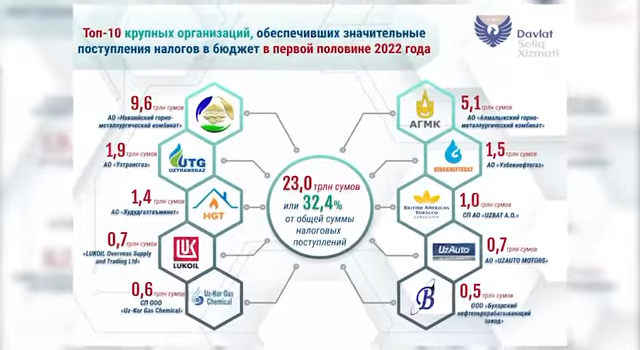 Топ-10 крупных организаций, обеспечивших значительные
поступления налогов в бюджет в первой половине 2022 года
Davlat
Soliq
Xizmati
9,6 трлн сумов
АО «Навоийский горно-
металлургический комбинат»
5,1 трлн сумов
АО «Алмалыкский горно-
металлургический комбинат»
АГМК
1,9 трлн сумов
АО «Узтрансгаз»
UTG
UZTRANSGAZ
1,5 трлн сумов
АО «Узбекнефтегаз»
UZBEKNEFTEGAZ
1,4 трлн сумов
АО «Худудгазтаъминот»
HGT
1,0 трлн сумов
СП АО «UZBAT A.O.»
BRITISH AMERICAN
TOBACCO
23,0 трлн сумов
или 32,4%
от общей суммы
налоговых
поступлений
0,7 трлн сумов
«LUKOIL Overseas Supply
and Trading Ltd»
LUKOIL
0,7 трлн сумов
АО «UZAUTO MOTORS»
UzAuto
0,6 трлн сумов
СП ООО
«Uz-Kor Gas Chemical»
Uz-Kor Gas
Chemical
0,5 трлн сумов
ООО «Бухарский
нефтеперерабатывающий
завод»
B